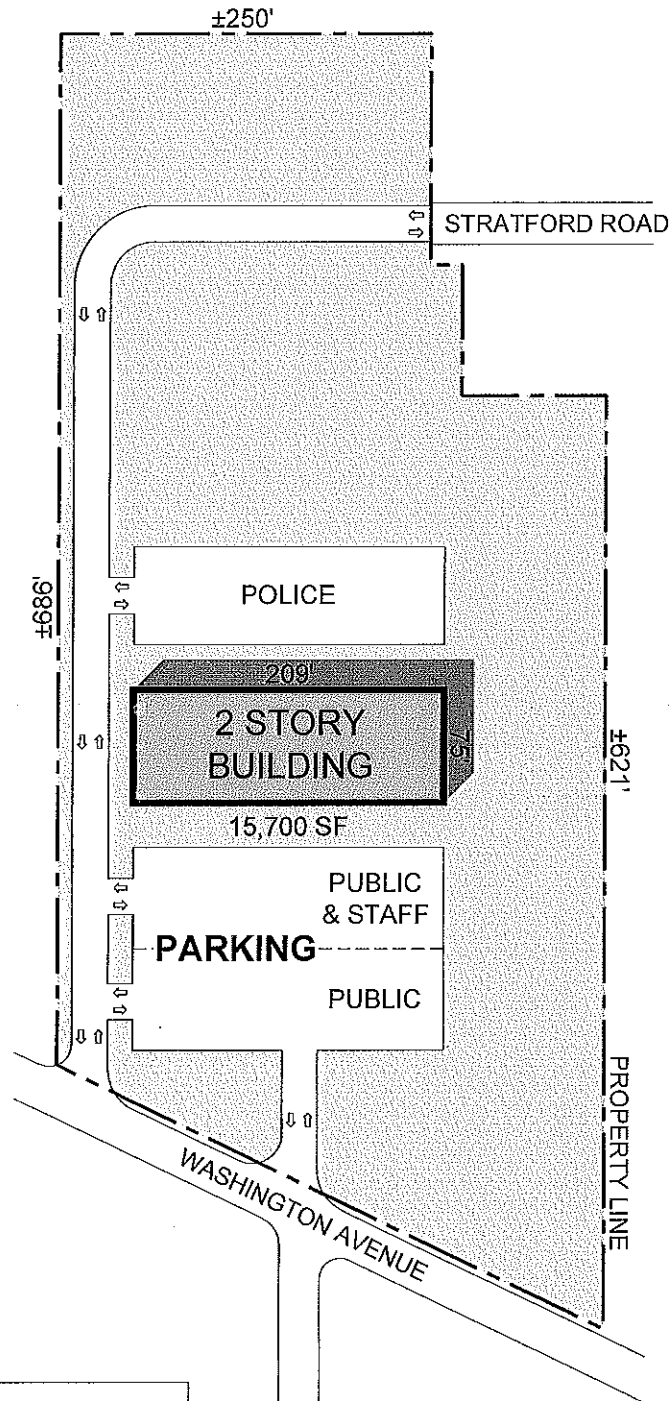 ±250'
STRATFORD ROAD
±686'
POLICE
209'
2 STORY
BUILDING
75'
15,700 SF
±621'
PUBLIC
& STAFF
PARKING
PUBLIC
PROPERTY LINE
WASHINGTON AVENUE